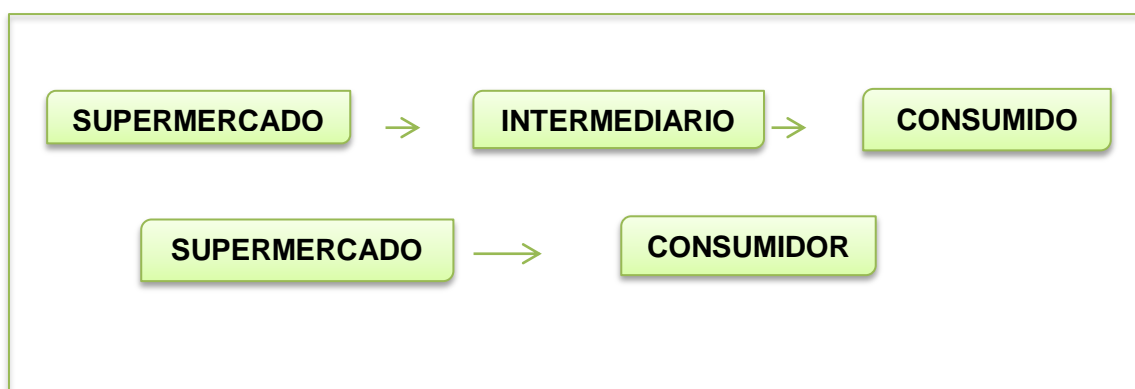 SUPERMERCADO INTERMEDIARIO CONSUMIDO
SUPERMERCADO CONSUMIDOR